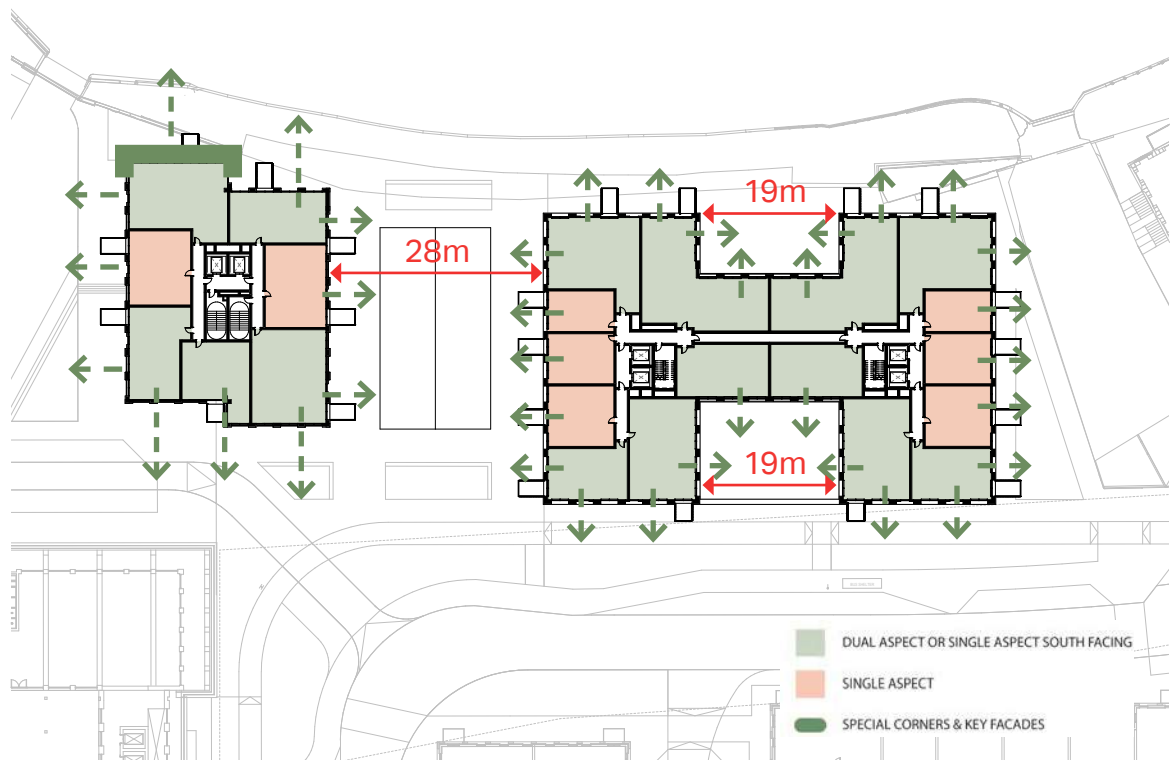 19m
28m
19m
DUAL ASPECT OR SINGLE ASPECT SOUTH FACING
SINGLE ASPECT
SPECIAL CORNERS & KEY FACADES